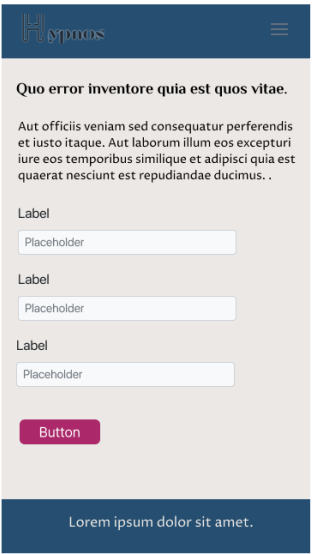 Hypnos
Quo error inventore quia est quos vitae.
Aut officiis veniam sed consequatur perferendis
et iusto itaque. Aut laborum illum eos excepturi
iure eos temporibus similique et adipisci quia est
quaerat nesciunt est repudiandae ducimus. .
Label
Placeholder
Label
Placeholder
Label
Placeholder
Button
Lorem ipsum dolor sit amet.